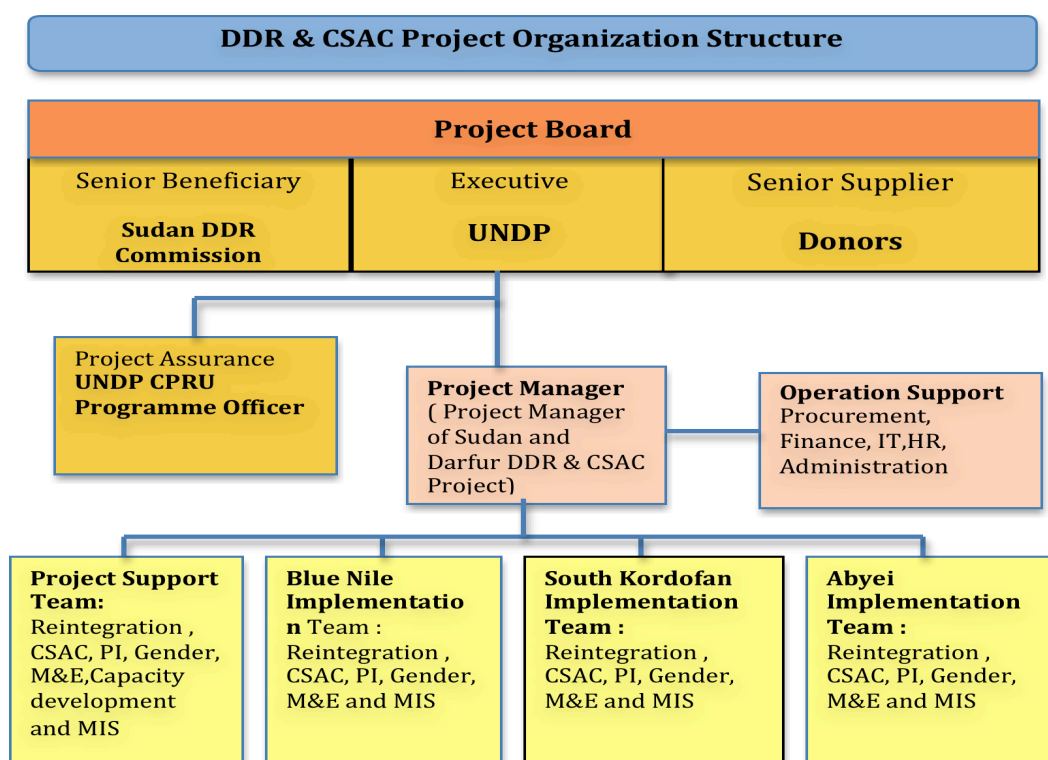 DDR & CSAC Project Organization Structure
Project Board
Senior Beneficiary
Sudan DDR
Commission
Executive
UNDP
Senior Supplier
Donors
Project Assurance
UNDP CPRU
Programme Officer
Project Manager
( Project Manager
of Sudan and
Darfur DDR & CSAC
Project)
Operation Support
Procurement,
Finance, IT,HR,
Administration
Project Support
Team:
Reintegration ,
CSAC, PI, Gender,
M&E,Capacity
development
and MIS
Blue Nile
Implementatio
n Team :
Reintegration ,
CSAC, PI, Gender,
M&E and MIS
South Kordofan
Implementation
Team :
Reintegration ,
CSAC, PI, Gender,
M&E and MIS
Abyei
Implementation
Team :
Reintegration ,
CSAC, PI, Gender,
M&E and MIS